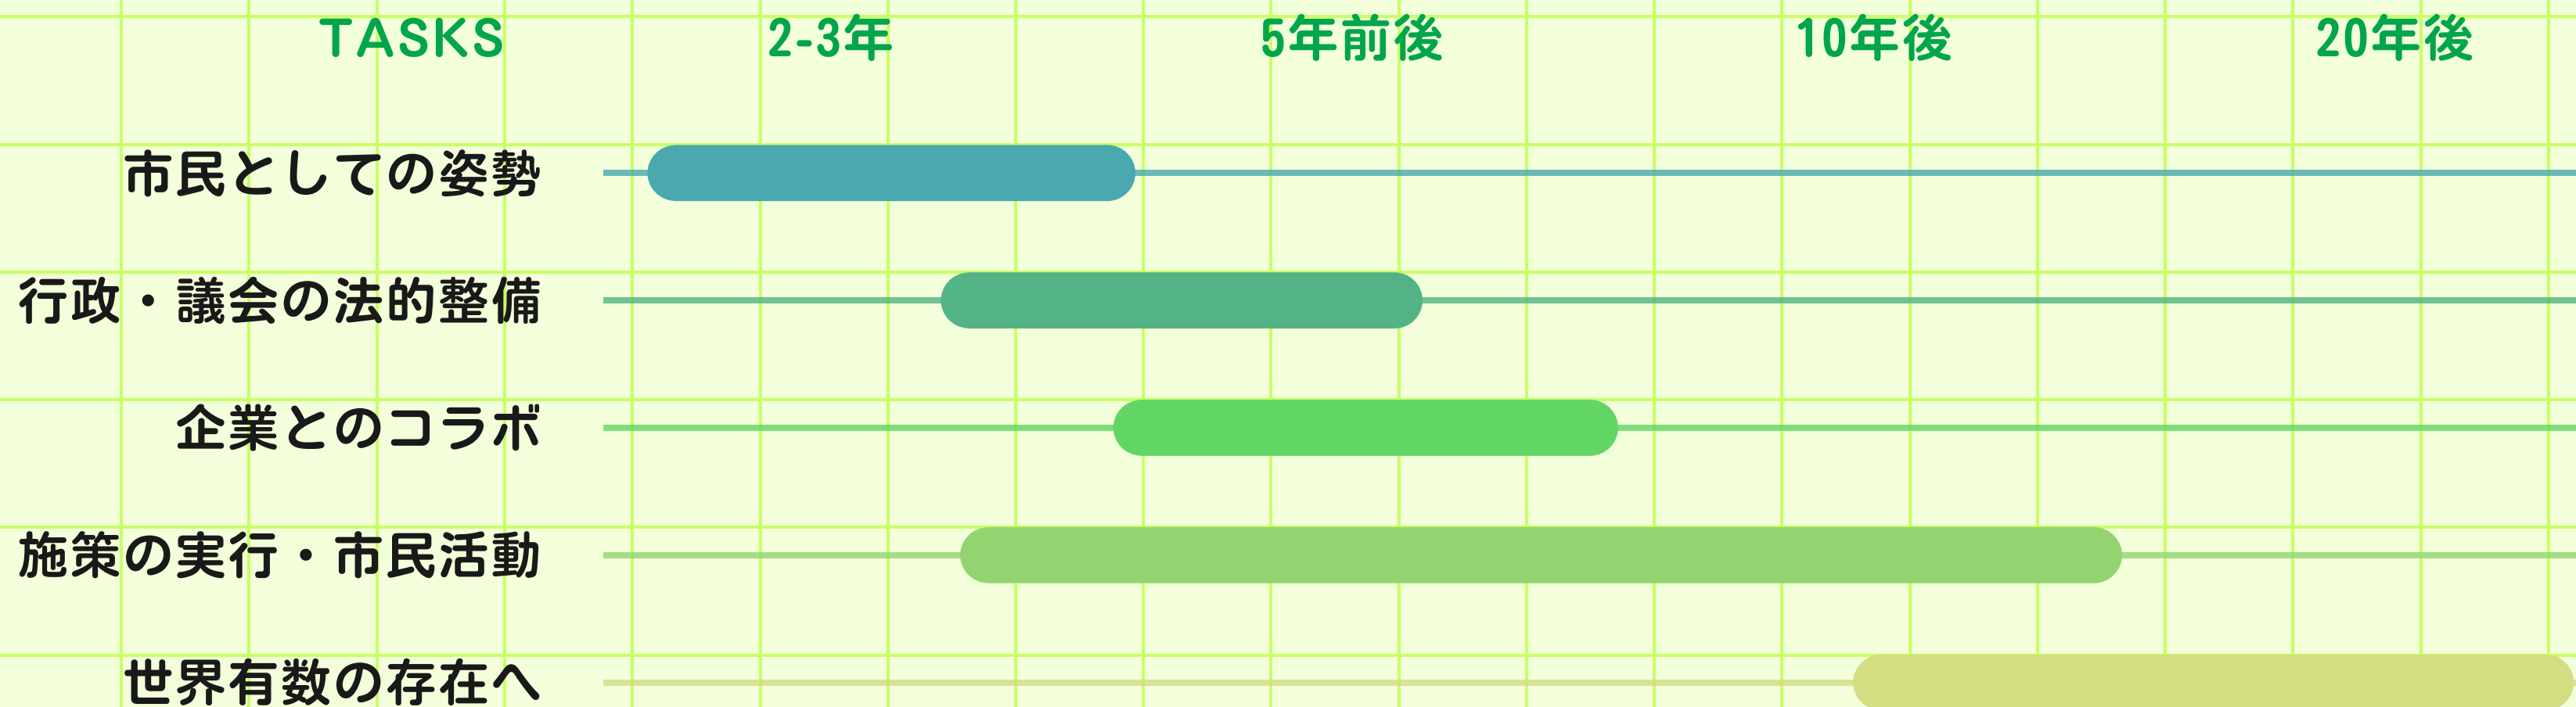 TASKS 2-3年 5年前後 10年後 20年後
市民としての姿勢
行政・議会の法的整備
企業とのコラボ
施策の実行・市民活動
世界有数の存在へ